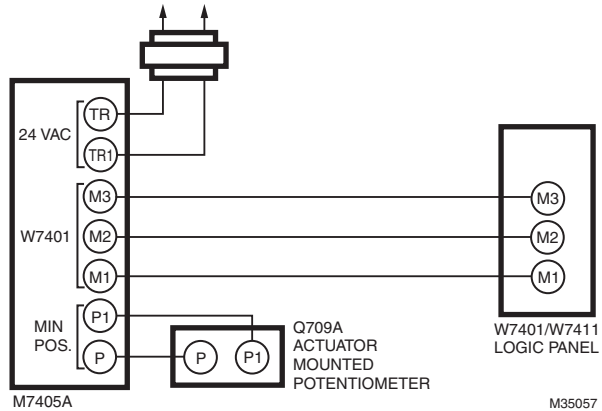 24 VAC
TR
TR1
W7401
M3
M2
M1
M3
M2
M1
MIN
POS.
P1
P
P
P1
Q709A
ACTUATOR
MOUNTED
POTENTIOMETER
W7401/W7411
LOGIC PANEL
M7405A
M35057